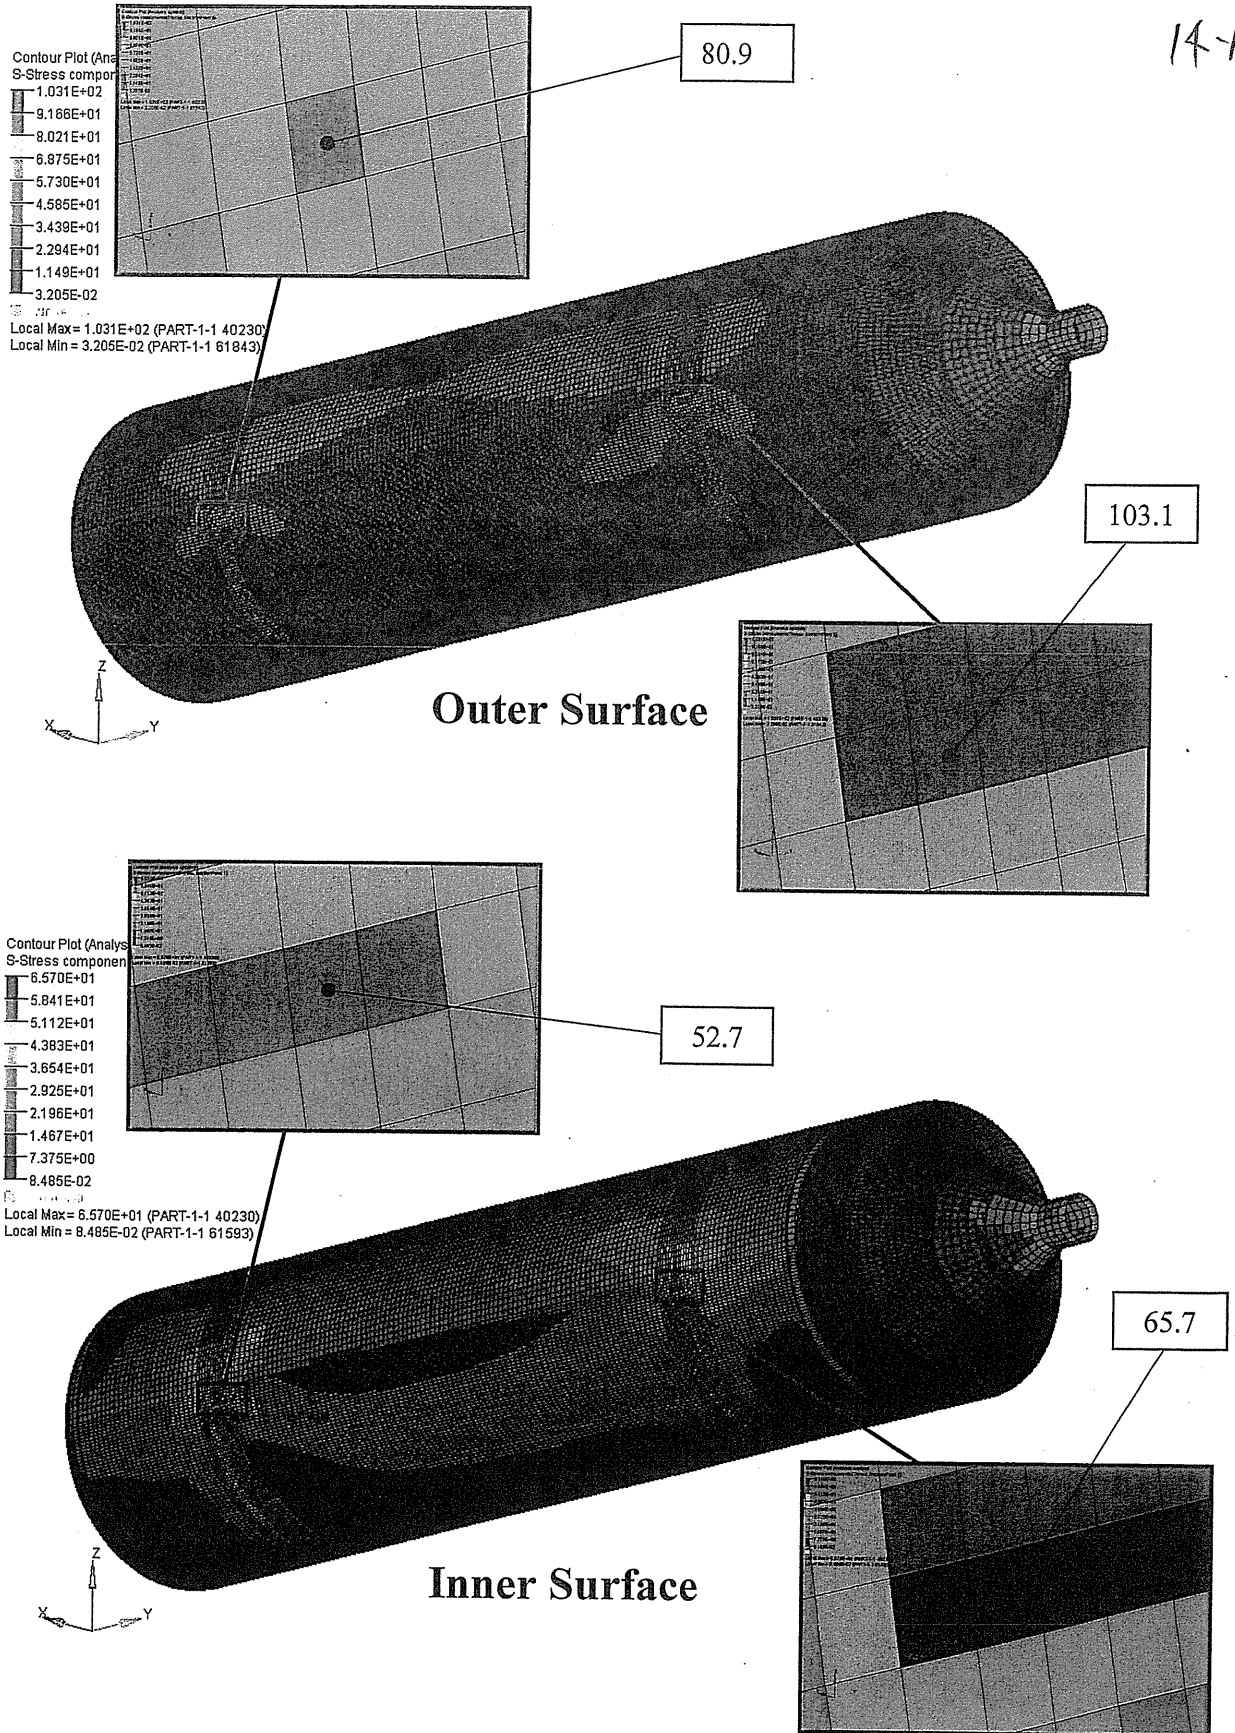 14-1
80.9
Contour Plot (Ana
S-Stress compor
1.031E+02
9.166E+01
8.021E+01
6.875E+01
5.730E+01
4.585E+01
3.439E+01
2.294E+01
1.149E+01
3.205E-02
Local Max= 1.031E+02 (PART-1-1 40230)
Local Min = 3.205E-02 (PART-1-1 61843)
103.1
Z
X
Y
Outer Surface
Contour Plot (Analys
S-Stress componen
6.570E+01
5.841E+01
5.112E+01
4.383E+01
3.654E+01
2.925E+01
2.196E+01
1.467E+01
7.375E+00
8.485E-02
52.7
Local Max= 6.570E+01 (PART-1-1 40230)
Local Min = 8.485E-02 (PART-1-1 61593)
65.7
Z
X
Y
Inner Surface